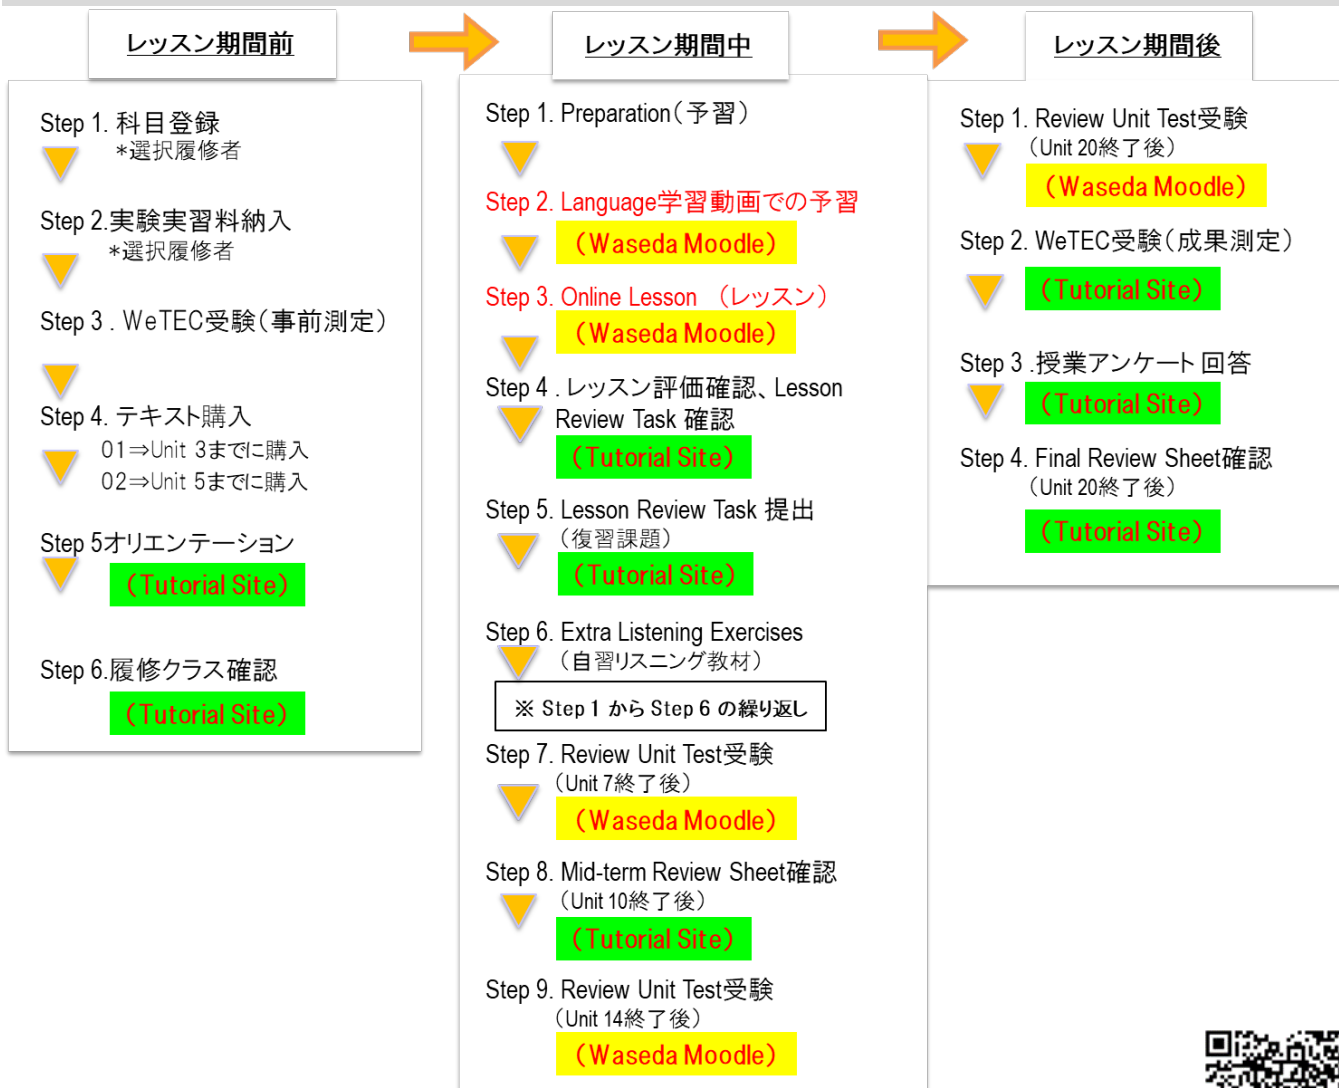 レッスン期間前
Step 1. 科目登録
*選択履修者
Step 2.実験実習料納入
*選択履修者
Step 3 . WeTEC受験（事前測定）
Step 4. テキスト購入
01⇒Unit 3までに購入
02⇒Unit 5までに購入
Step 5オリエンテーション
（Tutorial Site）
Step 6.履修クラス確認
（Tutorial Site）
レッスン期間中
Step 1. Preparation（予習）
Step 2. Language学習動画での予習
（Waseda Moodle）
Step 3. Online Lesson （レッスン）
（Waseda Moodle）
Step 4 . レッスン評価確認、Lesson
Review Task 確認
（Tutorial Site）
Step 5. Lesson Review Task 提出
（復習課題）
（Tutorial Site）
Step 6. Extra Listening Exercises
（自習リスニング教材）
※ Step 1 から Step 6 の繰り返し
Step 7. Review Unit Test受験
（Unit 7終了後）
（Waseda Moodle）
Step 8. Mid-term Review Sheet確認
（Unit 10終了後）
（Tutorial Site）
Step 9. Review Unit Test受験
（Unit 14終了後）
（Waseda Moodle）
レッスン期間後
Step 1. Review Unit Test受験
（Unit 20終了後）
（Waseda Moodle）
Step 2. WeTEC受験（成果測定）
（Tutorial Site）
Step 3 .授業アンケート 回答
（Tutorial Site）
Step 4. Final Review Sheet確認
（Unit 20終了後）
（Tutorial Site）